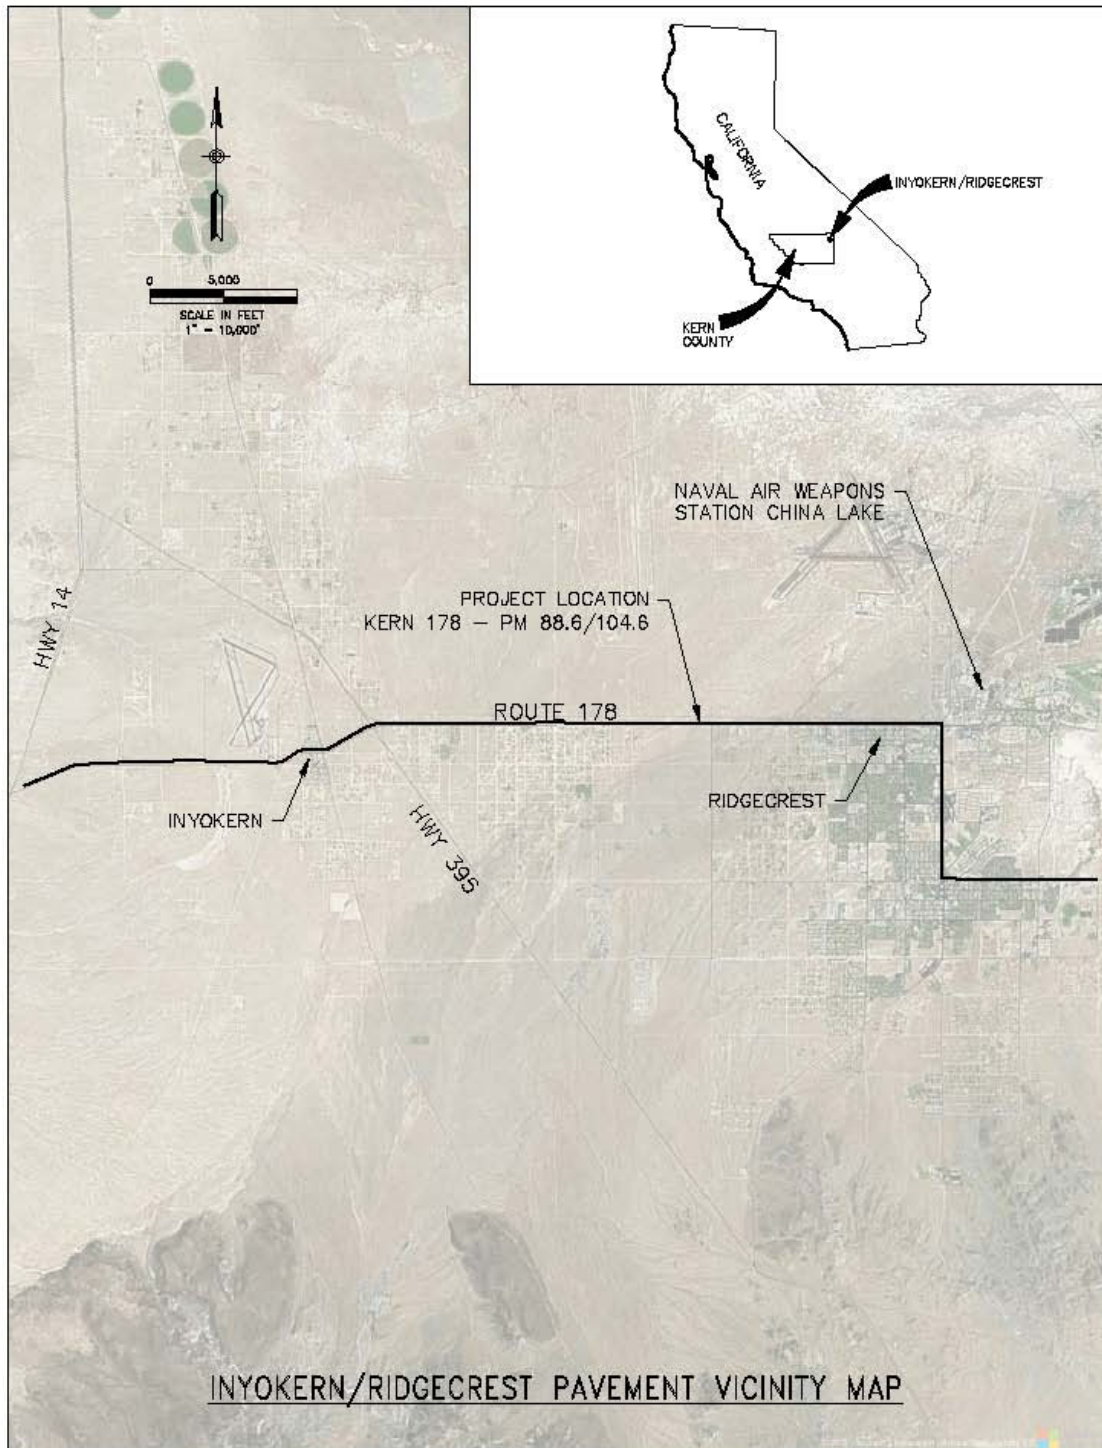 CALIFORNIA
INYOKERN/RIDGECREST
KERN
COUNTY
0 5,000
SCALE IN FEET
1" = 10,000'
NAVAL AIR WEAPONS
STATION CHINA LAKE
PROJECT LOCATION
KERN 178 - PM 88.6/104.6
HWY 14
ROUTE 178
INYOKERN
RIDGECREST
HWY 395
INYOKERN/RIDGECREST PAVEMENT VICINITY MAP